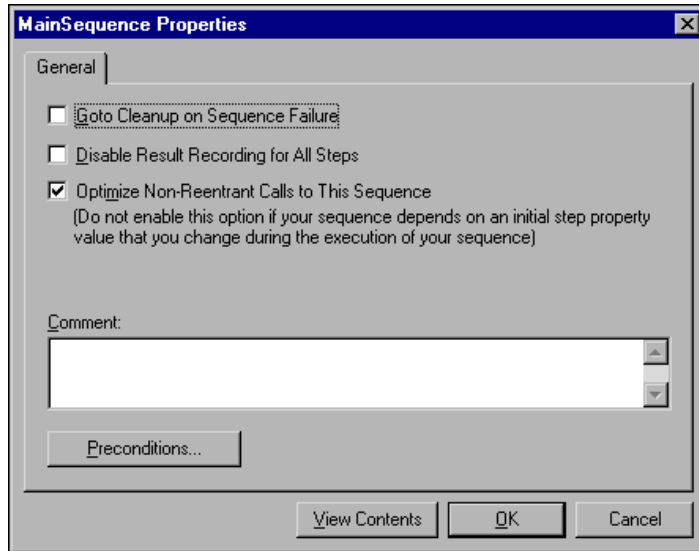 MainSequence Properties
General
Goto Cleanup on Sequence Failure
Disable Result Recording for All Steps
Optimize Non-Reentrant Calls to This Sequence
(Do not enable this option if your sequence depends on an initial step property
value that you change during the execution of your sequence)
Comment:
Preconditions...
View Contents
OK
Cancel